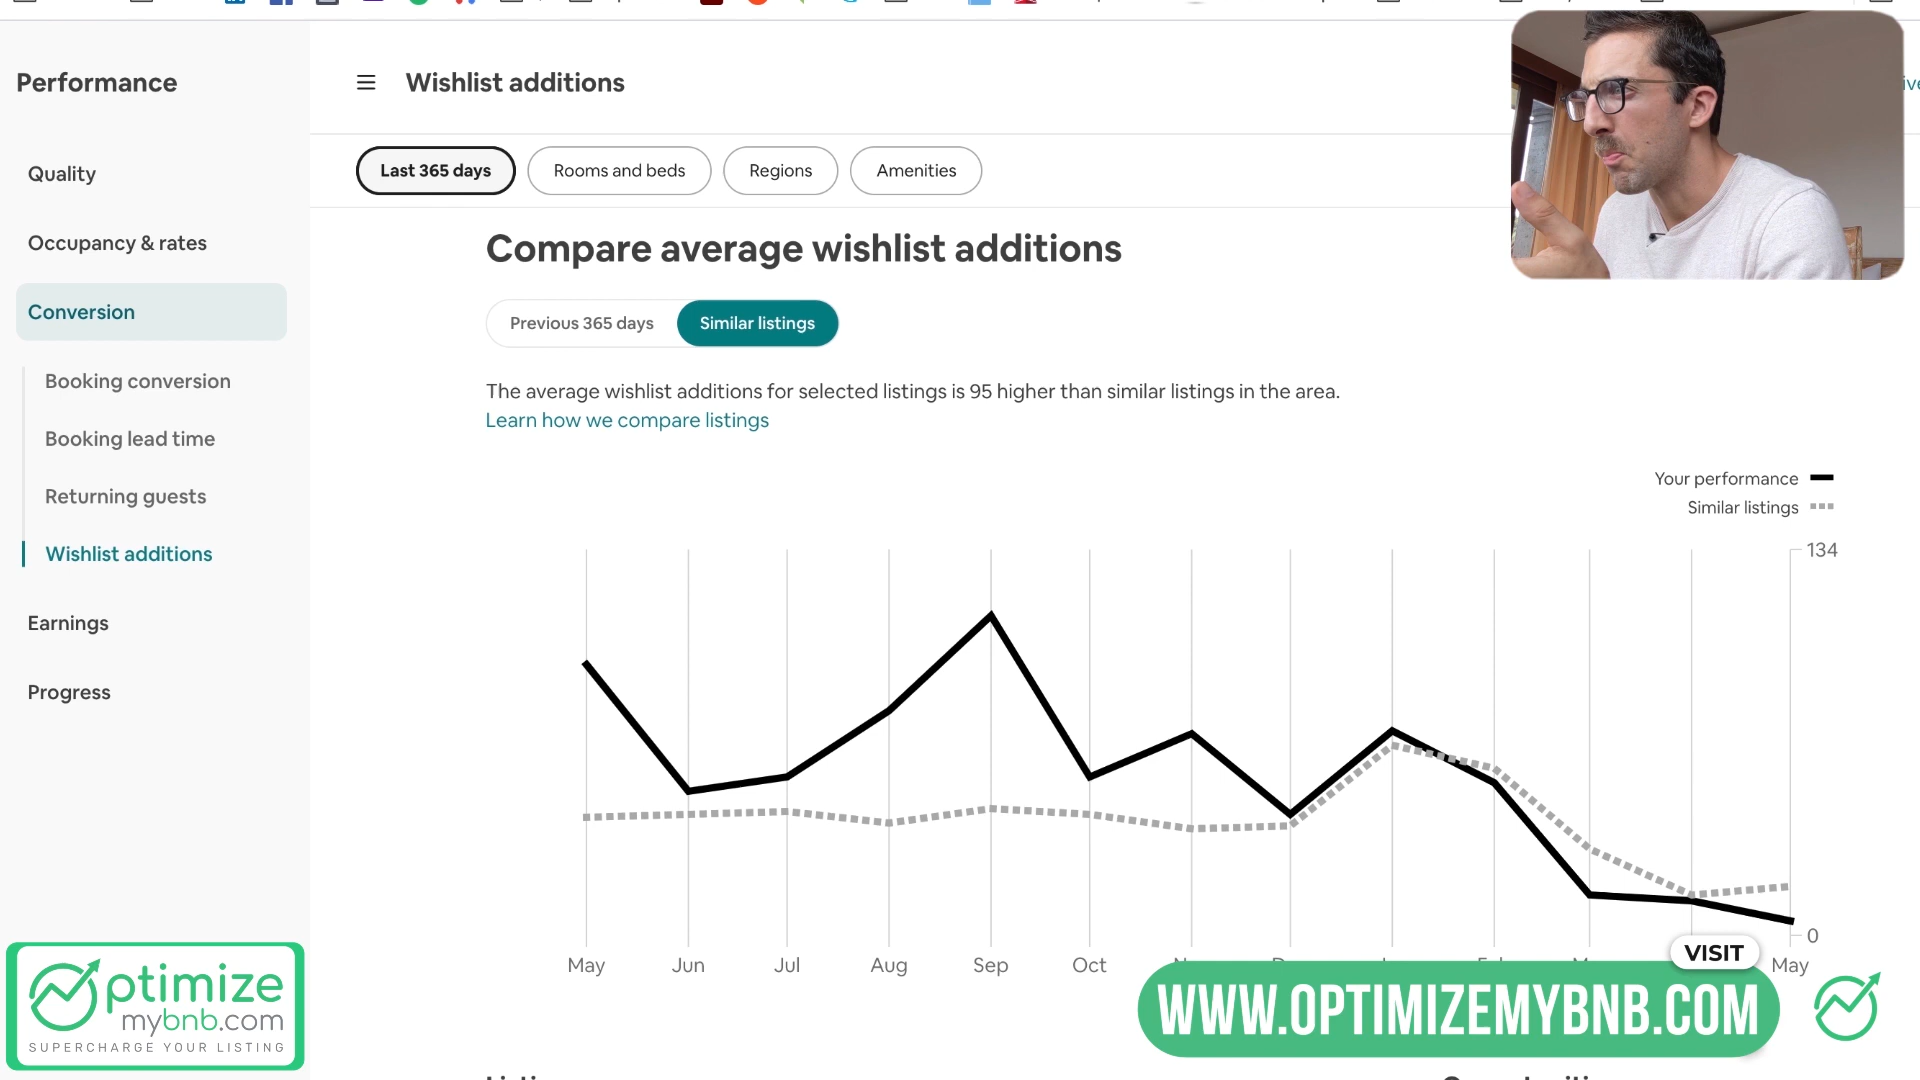 Performance
Wishlist additions
Quality
Last 365 days
Rooms and beds
Regions
Amenities
Occupancy & rates
Compare average wishlist additions
Conversion
Previous 365 days
Similar listings
Booking conversion
The average wishlist additions for selected listings is 95 higher than similar listings in the area.
Learn how we compare listings
Booking lead time
Returning guests
Your performance
Similar listings
Wishlist additions
134
Earnings
Progress
0
May
Jun
Jul
Aug
Sep
Oct
May
VISIT
WWW.OPTIMIZEMYBNB.COM
Optimize
mybnb.com
SUPERCHARGE YOUR LISTING